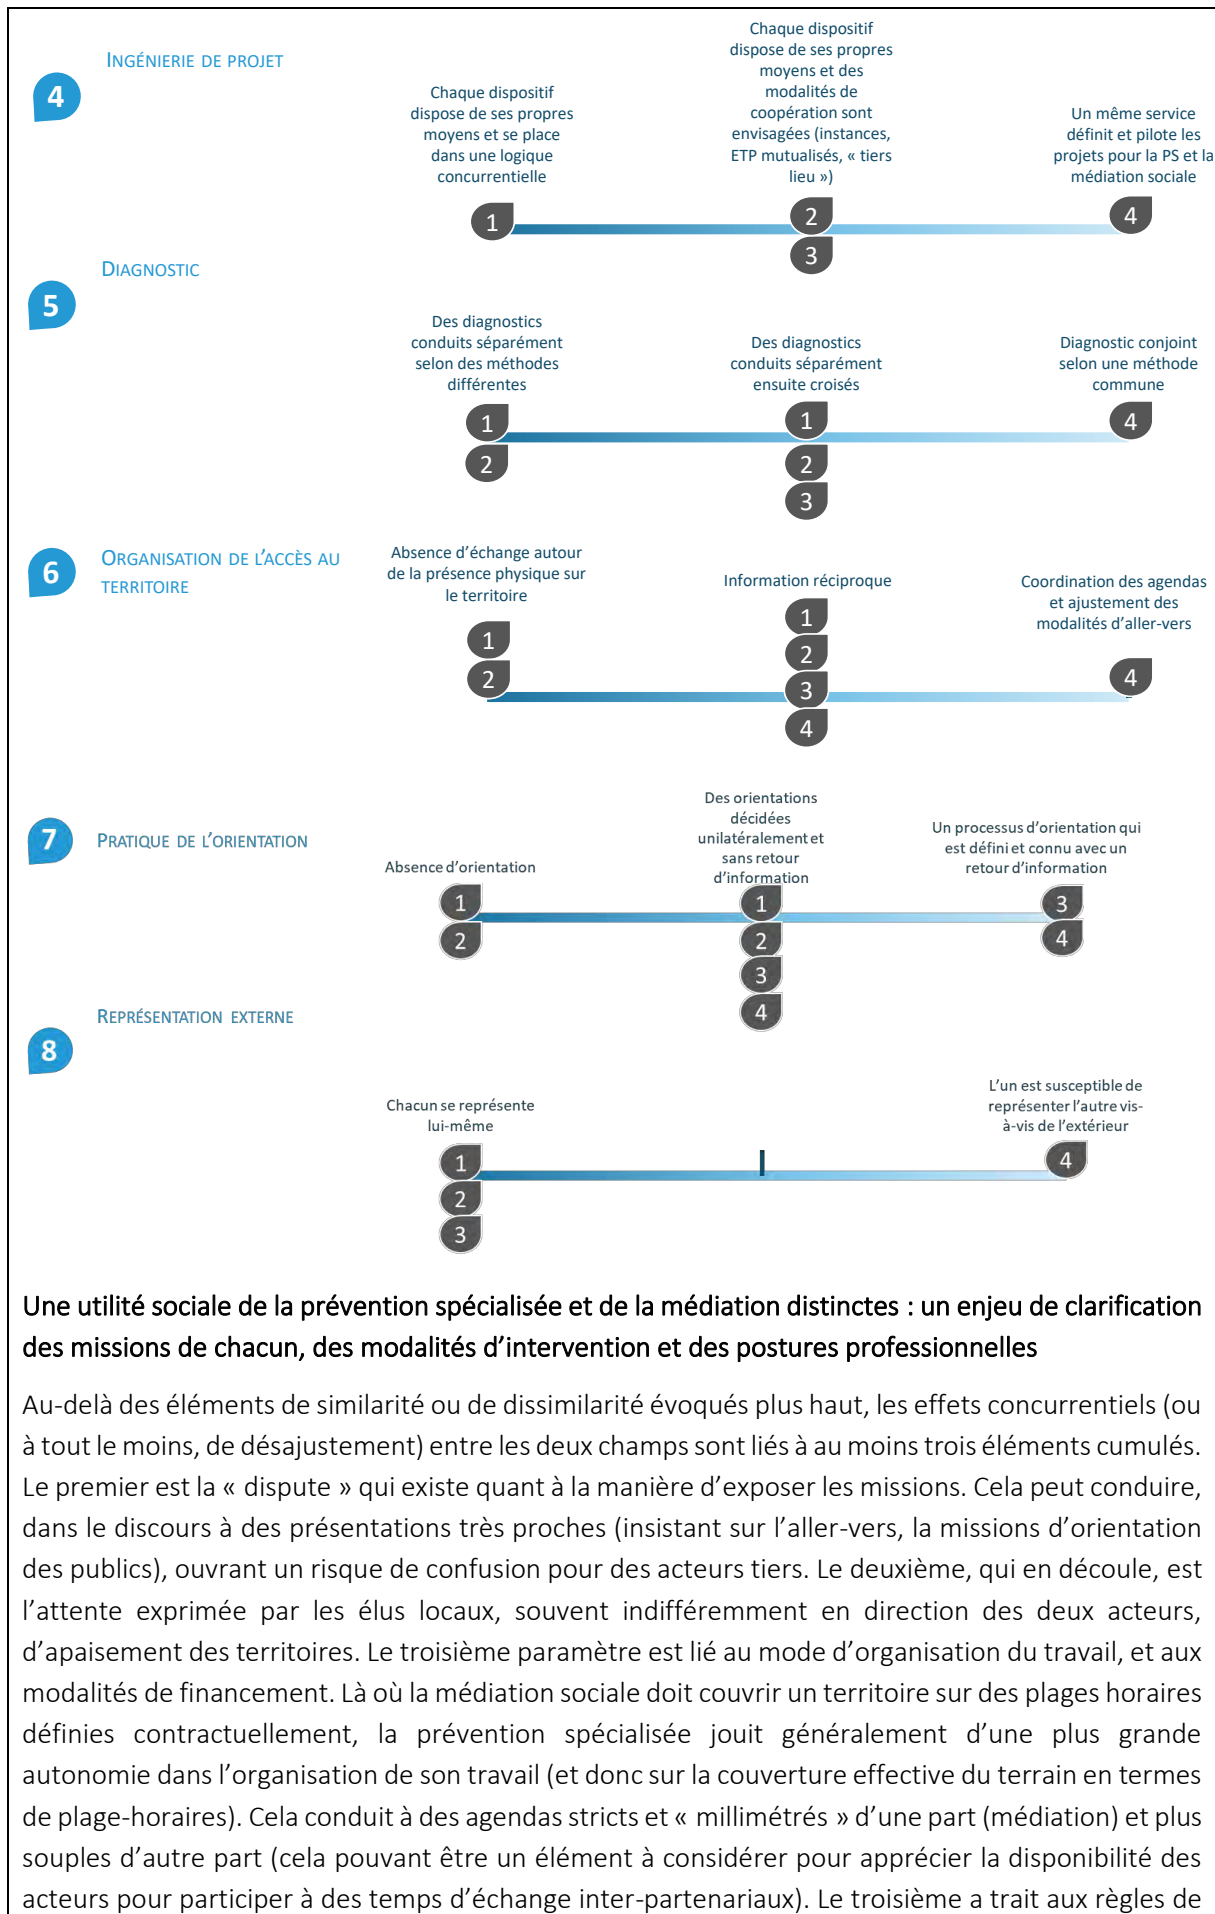 4
INGÉNIERIE DE PROJET
Chaque dispositif
dispose de ses propres
moyens et se place
dans une logique
concurrentielle
Chaque dispositif
dispose de ses propres
moyens et des
modalités de
coopération sont
envisagées (instances,
ETP mutualisés, « tiers
lieu »)
Un même service
définit et pilote les
projets pour la PS et la
médiation sociale
1
2
3
4
5
DIAGNOSTIC
Des diagnostics
conduits séparément
selon des méthodes
différentes
Des diagnostics
conduits séparément
ensuite croisés
Diagnostic conjoint
selon une méthode
commune
1
2
1
2
3
4
6
ORGANISATION DE L'ACCÈS AU
TERRITOIRE
Absence d'échange autour
de la présence physique sur
le territoire
Information réciproque
Coordination des agendas
et ajustement des
modalités d'aller-vers
1
2
1
2
3
4
4
7
PRATIQUE DE L'ORIENTATION
Absence d'orientation
Des orientations
décidées
unilatéralement et
sans retour
d'information
Un processus d'orientation qui
est défini et connu avec un
retour d'information
1
2
1
2
3
4
3
4
8
REPRÉSENTATION EXTERNE
Chacun se représente
lui-même
L'un est susceptible de
représenter l'autre vis-
à-vis de l'extérieur
1
2
3
4
Une utilité sociale de la prévention spécialisée et de la médiation distinctes : un enjeu de clarification
des missions de chacun, des modalités d'intervention et des postures professionnelles
Au-delà des éléments de similarité ou de dissimilarité évoqués plus haut, les effets concurrentiels (ou
à tout le moins, de désajustement) entre les deux champs sont liés à au moins trois éléments cumulés.
Le premier est la « dispute » qui existe quant à la manière d'exposer les missions. Cela peut conduire,
dans le discours à des présentations très proches (insistant sur l'aller-vers, la missions d'orientation
des publics), ouvrant un risque de confusion pour des acteurs tiers. Le deuxième, qui en découle, est
l'attente exprimée par les élus locaux, souvent indifféremment en direction des deux acteurs,
d'apaisement des territoires. Le troisième paramètre est lié au mode d'organisation du travail, et aux
modalités de financement. Là où la médiation sociale doit couvrir un territoire sur des plages horaires
définies contractuellement, la prévention spécialisée jouit généralement d'une plus grande
autonomie dans l'organisation de son travail (et donc sur la couverture effective du terrain en termes
de plage-horaires). Cela conduit à des agendas stricts et « millimétrés » d'une part (médiation) et plus
souples d'autre part (cela pouvant être un élément à considérer pour apprécier la disponibilité des
acteurs pour participer à des temps d'échange inter-partenariaux). Le troisième a trait aux règles de